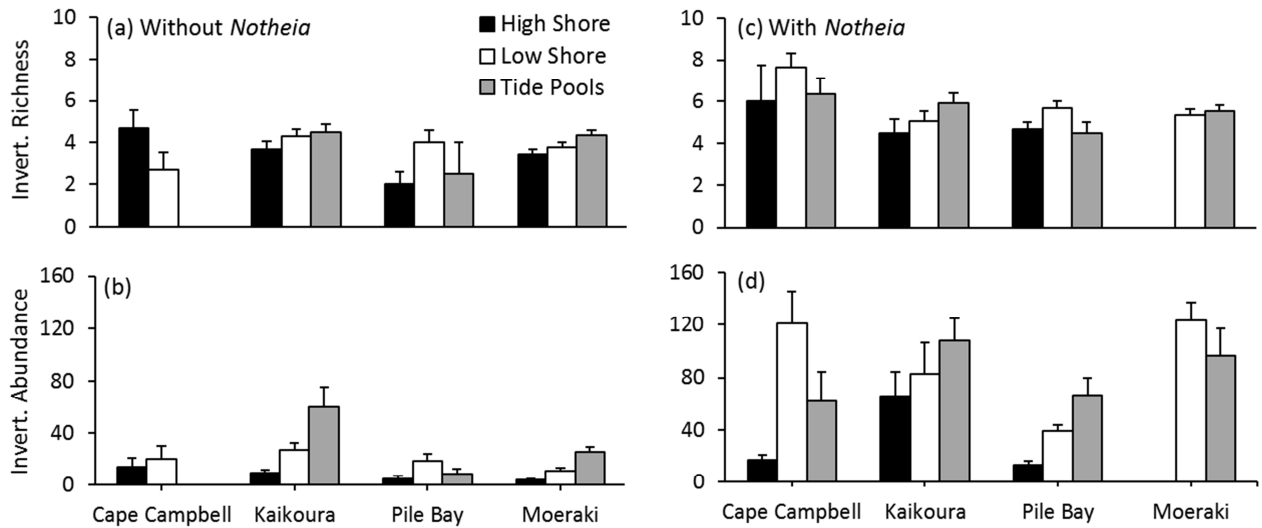 (a) Without Notheia
High Shore
Low Shore
Tide Pools
Invert. Richness
10
8
6
4
2
0
(c) With Notheia
10
8
6
4
2
0
(b)
Invert. Abundance
160
120
80
40
0
Cape Campbell Kaikoura Pile Bay Moeraki
(d)
160
120
80
40
0
Cape Campbell Kaikoura Pile Bay Moeraki